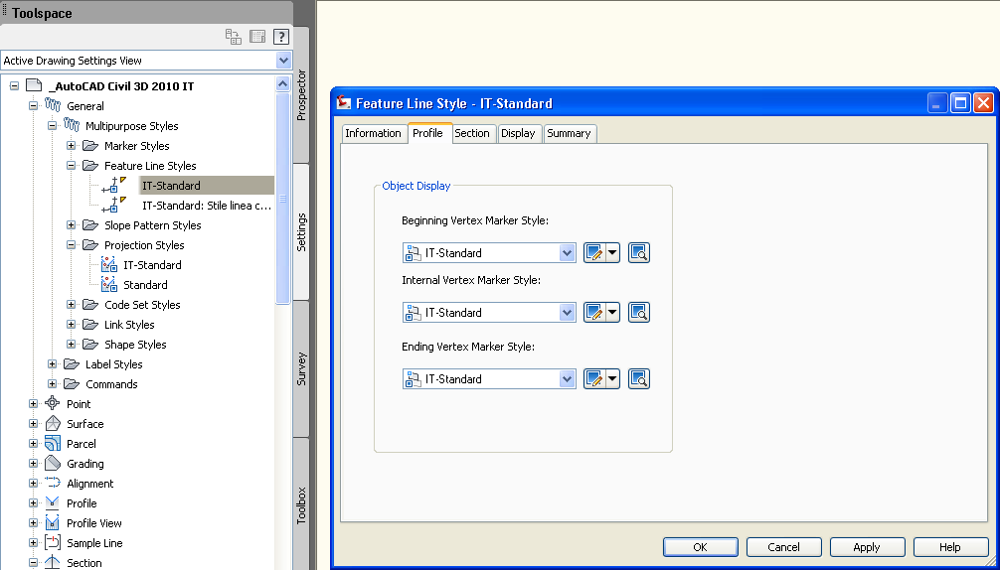 Toolspace
?
Active Drawing Settings View
_AutoCAD Civil 3D 2010 IT
General
Multipurpose Styles
Marker Styles
Feature Line Styles
IT-Standard
IT-Standard: Stile linea c...
Slope Pattern Styles
Projection Styles
IT-Standard
Standard
Code Set Styles
Link Styles
Shape Styles
Label Styles
Commands
Point
Surface
Parcel
Grading
Alignment
Profile
Profile View
Sample Line
Section
Prospector
Settings
Survey
Toolbox
Feature Line Style - IT-Standard
Information Profile Section Display Summary
Object Display
Beginning Vertex Marker Style:
IT-Standard
Internal Vertex Marker Style:
IT-Standard
Ending Vertex Marker Style:
IT-Standard
OK Cancel Apply Help